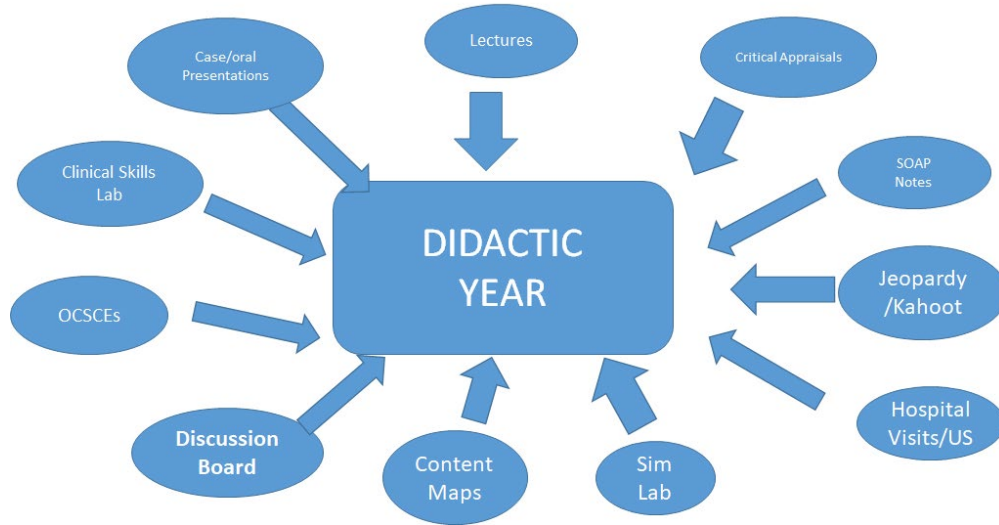 Lectures
Case/oral
Presentations
Critical Appraisals
Clinical Skills
Lab
SOAP
Notes
DIDACTIC
YEAR
Jeopardy
/Kahoot
OCSCEs
Hospital
Visits/US
Discussion
Board
Content
Maps
Sim
Lab